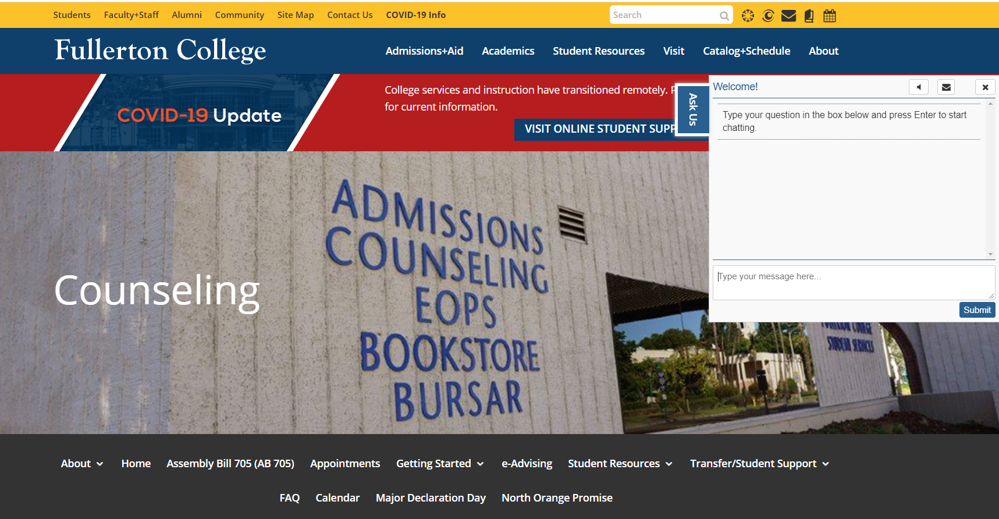 Students Faculty+Staff Alumni Community Site Map Contact Us COVID-19 Info Search
Fullerton College
Admissions+Aid Academics Student Resources Visit Catalog+Schedule About
COVID-19 Update
College services and instruction have transitioned remotely.
for current information.
VISIT ONLINE STUDENT
Ask Us
Welcome!
Type your question in the box below and press Enter to start
chatting.
Type your message here...
Submit
Counseling
ADMISSIONS
COUNSELING
EOPS
BOOKSTORE
BURSAR
FULLERTON COLLEGE
STUDENT SERVICES
About Home Assembly Bill 705 (AB 705) Appointments Getting Started e-Advising Student Resources Transfer/Student Support
FAQ Calendar Major Declaration Day North Orange Promise